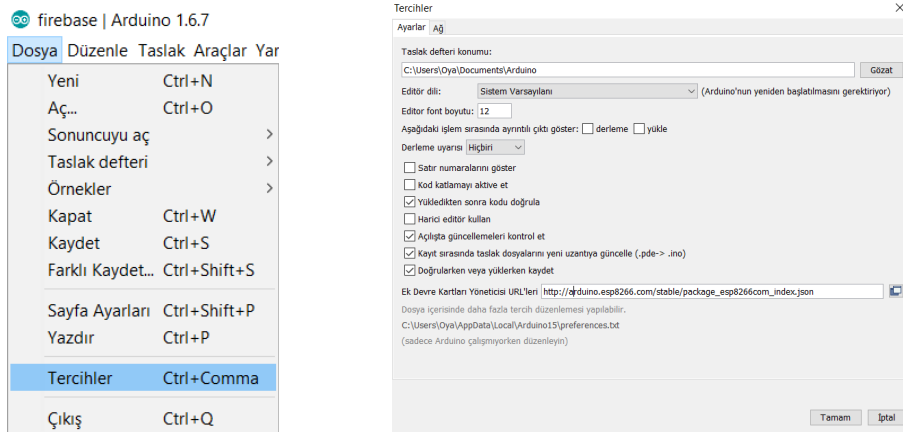 firebase | Arduino 1.6.7
Dosya Düzenle Taslak Araçlar Yar
Yeni Ctrl+N
Aç... Ctrl+O
Sonuncuyu aç
Taslak defteri
Örnekler
Kapat Ctrl+W
Kaydet Ctrl+S
Farklı Kaydet... Ctrl+Shift+S
Sayfa Ayarları Ctrl+Shift+P
Yazdır Ctrl+P
Tercihler Ctrl+Comma
Çıkış Ctrl+Q
Tercihler
Ayarlar Ağ
Taslak defteri konumu:
C:\Users\Oya\Documents\Arduino Gözat
Editör dili: Sistem Varsayılanı (Arduino'nun yeniden başlatılmasını gerektiriyor)
Editor font boyutu: 12
Aşağıdaki işlem sırasında ayrıntılı çıktı göster: derleme yükle
Derleme uyarısı Hiçbiri
Satır numaralarını göster
Kod katlamayı aktive et
Yükledikten sonra kodu doğrula
Harici editör kullan
Açılışta güncellemeleri kontrol et
Kayıt sırasında taslak dosyalarını yeni uzantıya güncelle (.pde-> .ino)
Doğrularken veya yüklerken kaydet
Ek Devre Kartları Yöneticisi URL'leri http://arduino.esp8266.com/stable/package_esp8266com_index.json
Dosya içerisinde daha fazla tercih düzenlemesi yapılabilir.
C:\Users\Oya\AppData\Local\Arduino15\preferences.txt
(sadece Arduino çalışmıyorken düzenleyin)
Tamam İptal